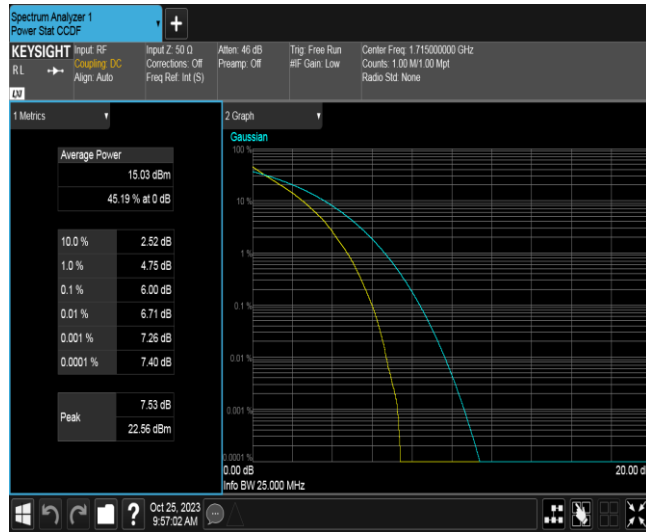 Spectrum Analyzer 1
Power Stat CCDF
+
KEYSIGHT Input: RF Input Z: 50 Ω Atten: 46 dB Trig: Free Run Center Freq: 1.715000000 GHz
RL Coupling: DC Corrections: Off Preamp: Off #IF Gain: Low Counts: 1.00 M/1.00 Mpt
Align: Auto Freq Ref: Int (S) Radio Std: None
LXI
1 Metrics
Average Power
15.03 dBm
45.19 % at 0 dB
10.0 % 2.52 dB
1.0 % 4.75 dB
0.1 % 6.00 dB
0.01 % 6.71 dB
0.001 % 7.26 dB
0.0001 % 7.40 dB
Peak 7.53 dB
22.56 dBm
2 Graph
Gaussian
100 %
10 %
1 %
0.1 %
0.01 %
0.001 %
0.0001 %
0.00 dB 20.00 d
Info BW 25.000 MHz
? Oct 25, 2023
9:57:02 AM